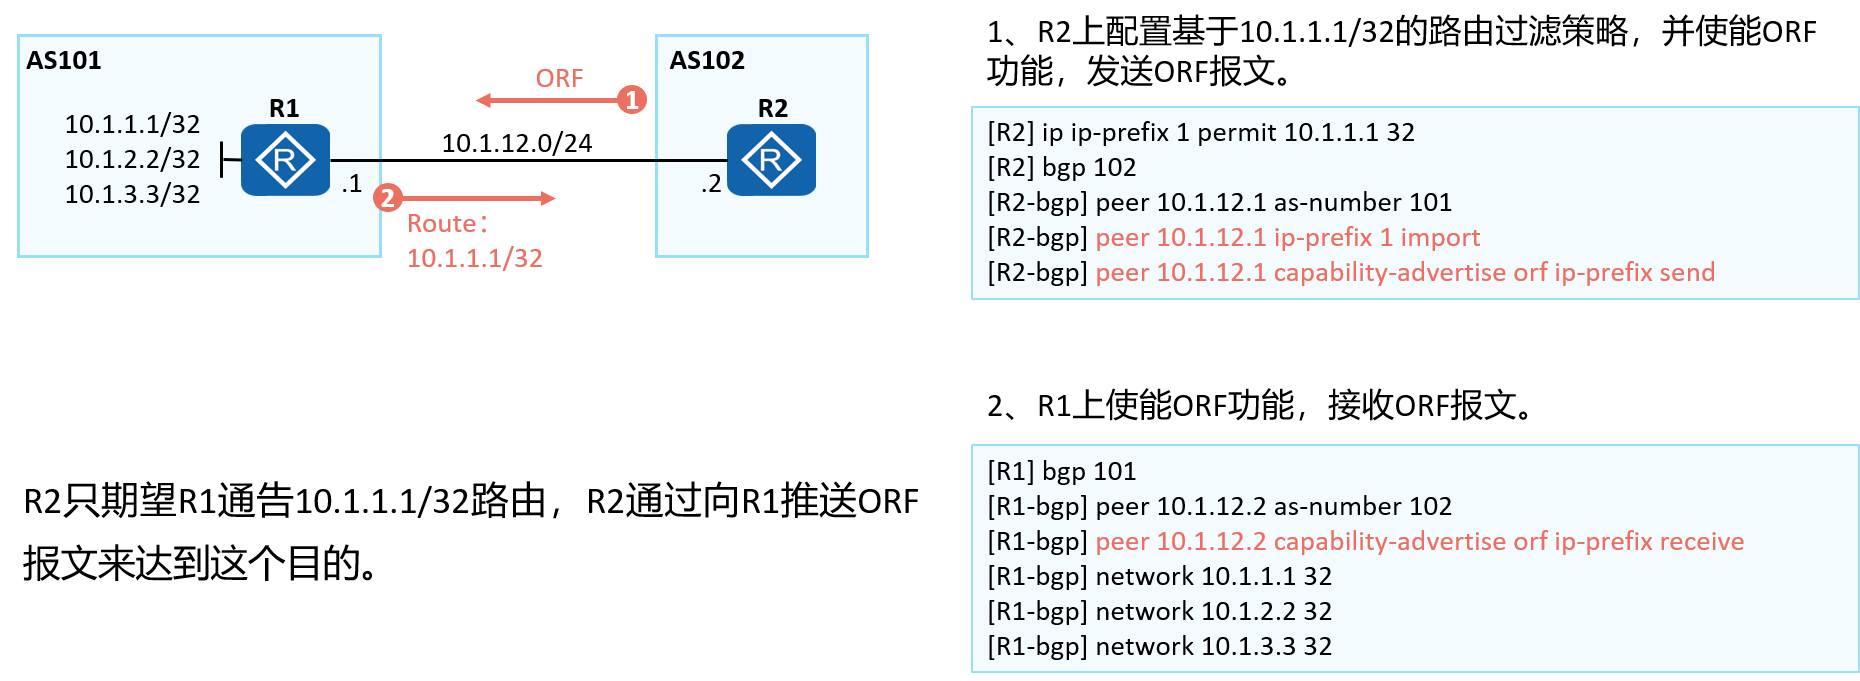 AS101
R1
10.1.1.1/32
10.1.2.2/32
10.1.3.3/32
R
.1
ORF
1
10.1.12.0/24
2
Route：
10.1.1.1/32
AS102
R2
R
.2
R2只期望R1通告10.1.1.1/32路由，R2通过向R1推送ORF
报文来达到这个目的。
1、R2上配置基于10.1.1.1/32的路由过滤策略，并使能ORF
功能，发送ORF报文。
[R2] ip ip-prefix 1 permit 10.1.1.1 32
[R2] bgp 102
[R2-bgp] peer 10.1.12.1 as-number 101
[R2-bgp] peer 10.1.12.1 ip-prefix 1 import
[R2-bgp] peer 10.1.12.1 capability-advertise orf ip-prefix send
2、R1上使能ORF功能，接收ORF报文。
[R1] bgp 101
[R1-bgp] peer 10.1.12.2 as-number 102
[R1-bgp] peer 10.1.12.2 capability-advertise orf ip-prefix receive
[R1-bgp] network 10.1.1.1 32
[R1-bgp] network 10.1.2.2 32
[R1-bgp] network 10.1.3.3 32